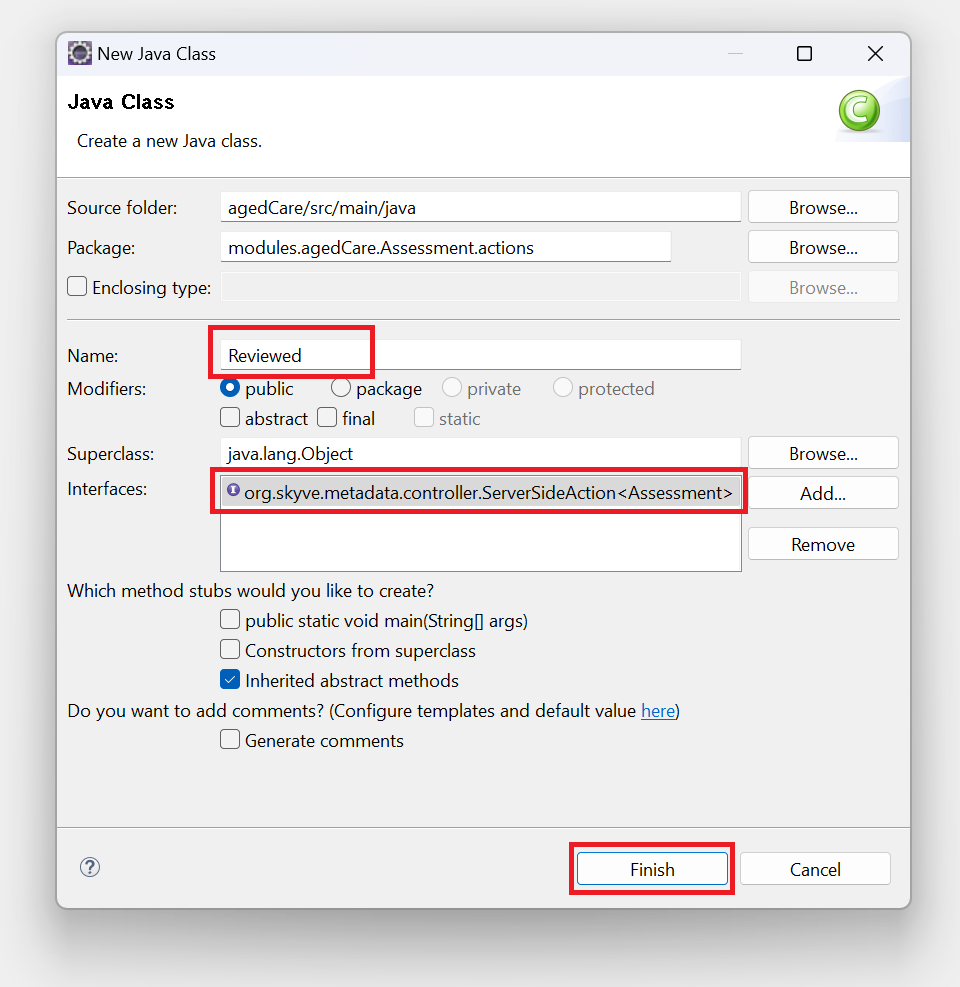 New Java Class
Java Class
Create a new Java class.
Source folder: agedCare/src/main/java Browse...
Package: modules.agedCare.Assessment.actions Browse...
Enclosing type: Browse...
Name: Reviewed
Modifiers: public package private protected
abstract final static
Superclass: java.lang.Object Browse...
Interfaces: org.skyve.metadata.controller.ServerSideAction<Assessment> Add...
Remove
Which method stubs would you like to create?
public static void main(String[] args)
Constructors from superclass
Inherited abstract methods
Do you want to add comments? (Configure templates and default value here)
Generate comments
? Finish Cancel